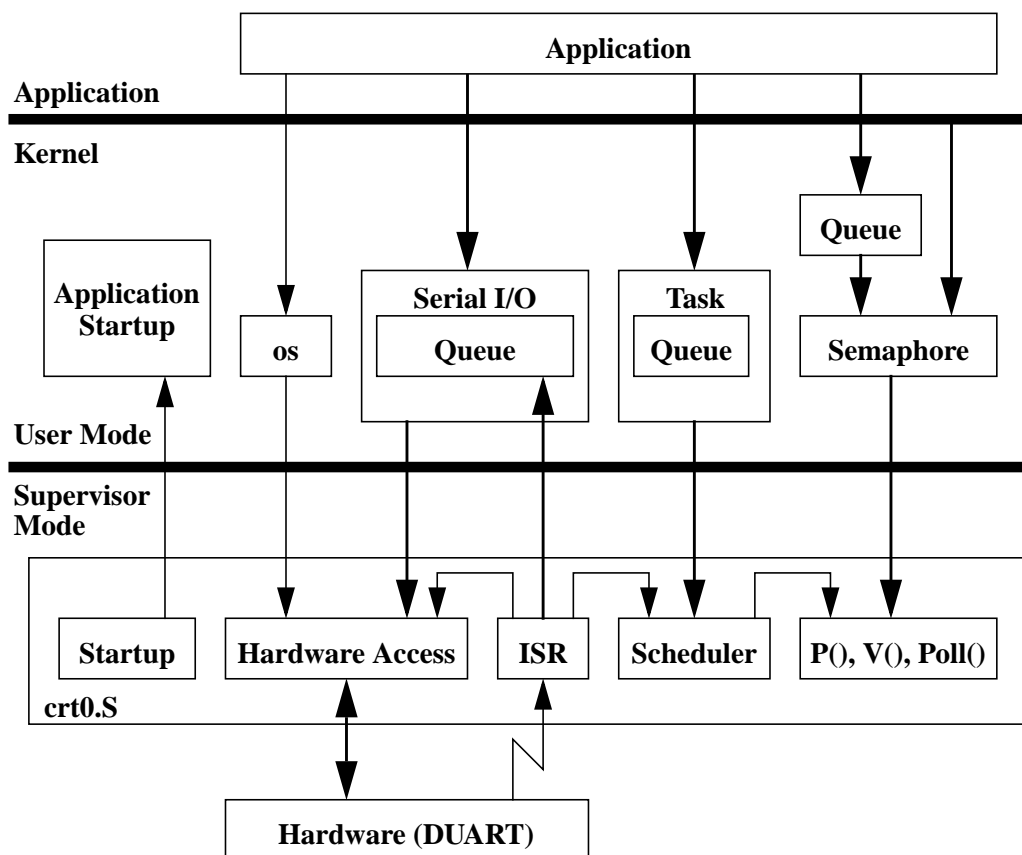 Application
Application
Kernel
Queue
Application
Startup
Serial I/O
Task
os
Queue
Queue
Semaphore
User Mode
Supervisor
Mode
Startup
Hardware Access
ISR
Scheduler
P(), V(), Poll()
crt0.S
Hardware (DUART)